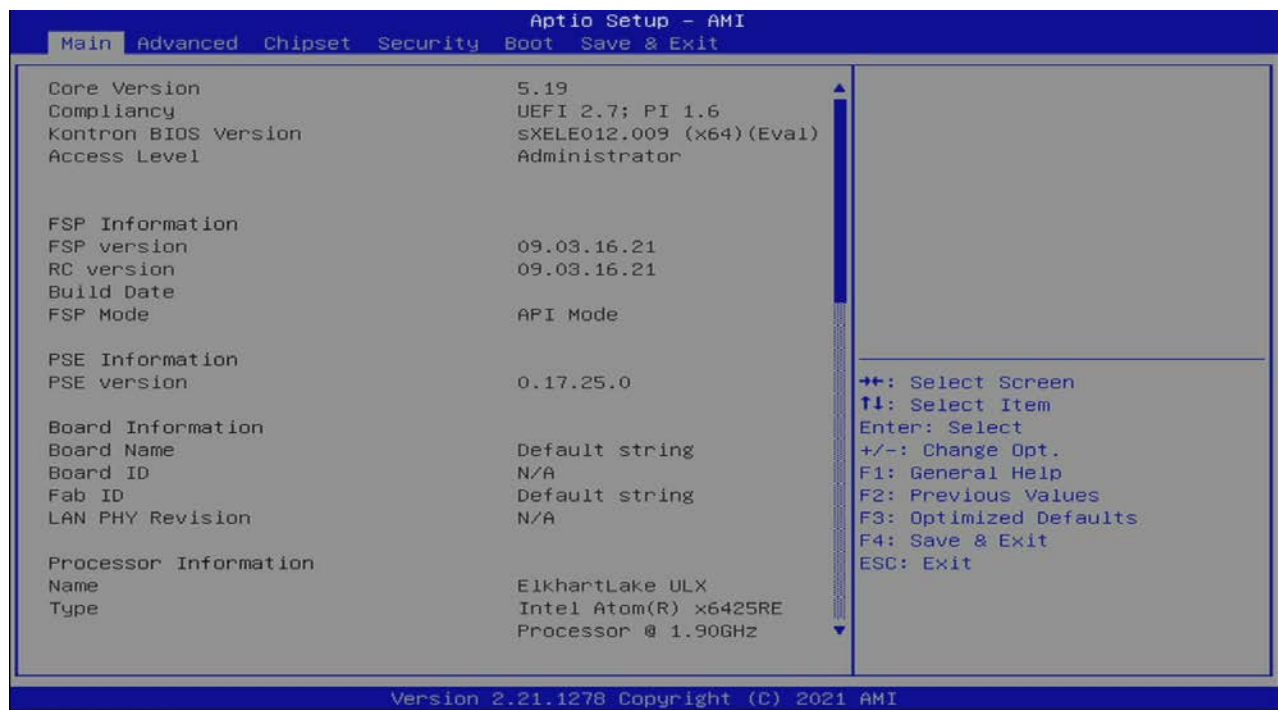 Aptio Setup – AMI
Main Advanced Chipset Security Boot Save & Exit
Core Version 5.19
Compliancy UEFI 2.7; PI 1.6
Kontron BIOS Version sXELE012.009 (x64)(Eval)
Access Level Administrator
FSP Information
FSP version 09.03.16.21
RC version 09.03.16.21
Build Date
FSP Mode API Mode
PSE Information
PSE version 0.17.25.0
Board Information
Board Name Default string
Board ID N/A
Fab ID Default string
LAN PHY Revision N/A
Processor Information
Name ElkhartLake ULX
Type Intel Atom(R) x6425RE
Processor @ 1.90GHz
→←: Select Screen
↑↓: Select Item
Enter: Select
+/-: Change Opt.
F1: General Help
F2: Previous Values
F3: Optimized Defaults
F4: Save & Exit
ESC: Exit
Version 2.21.1278 Copyright (C) 2021 AMI